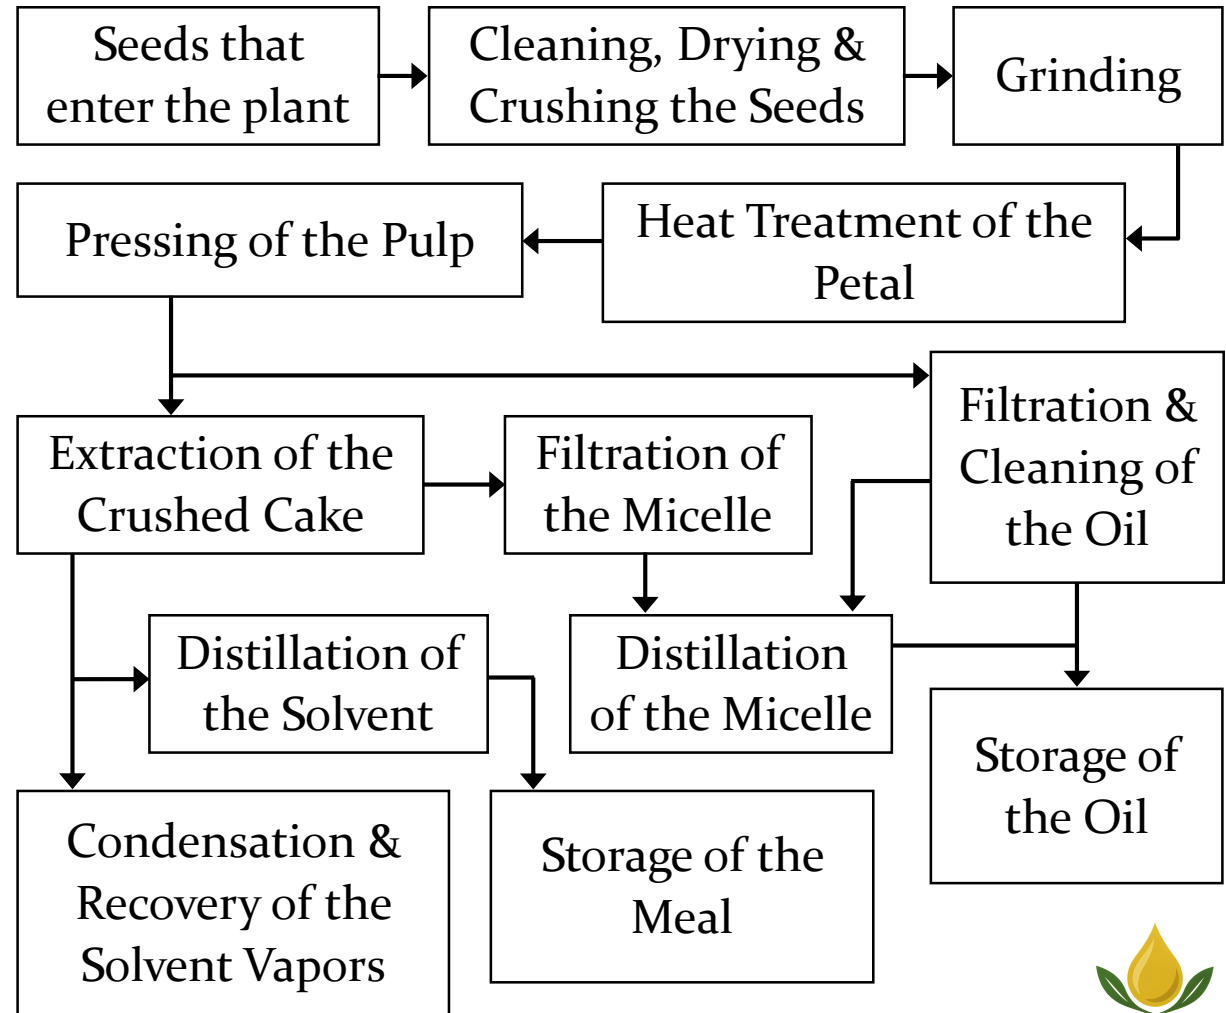 Seeds that
enter the plant
Cleaning, Drying &
Crushing the Seeds
Grinding
Heat Treatment of the
Petal
Pressing of the Pulp
Extraction of the
Crushed Cake
Filtration of
the Micelle
Filtration &
Cleaning of
the Oil
Distillation of
the Solvent
Distillation
of the Micelle
Storage of
the Oil
Condensation &
Recovery of the
Solvent Vapors
Storage of the
Meal